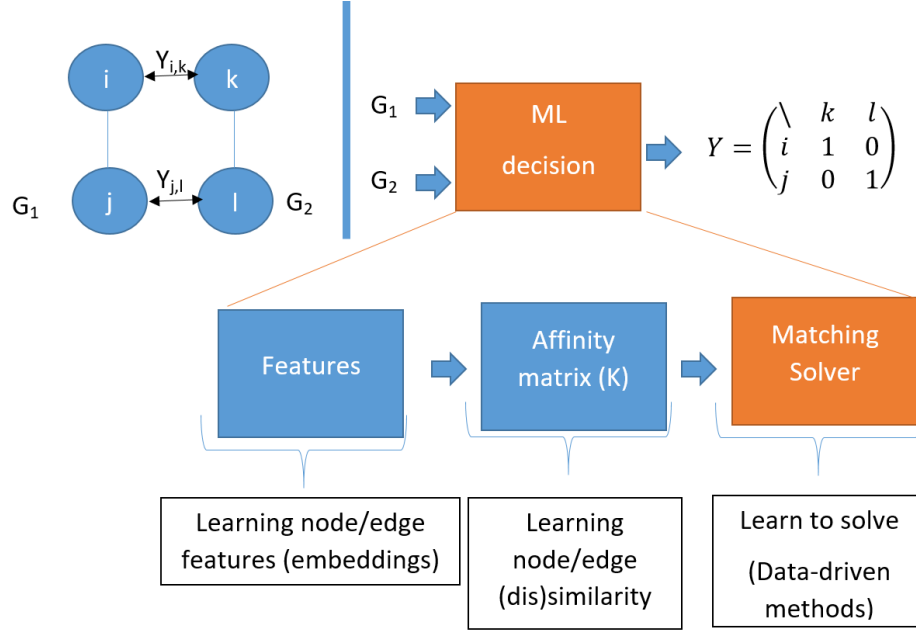 i
Y_{i,k}
k
j
Y_{j,l}
l
G₁
G₂
G₁
G₂
ML
decision
Y = (\ k l
i 1 0
j 0 1)
Features
Affinity
matrix (K)
Matching
Solver
Learning node/edge
features (embeddings)
Learning
node/edge
(dis)similarity
Learn to solve
(Data-driven
methods)